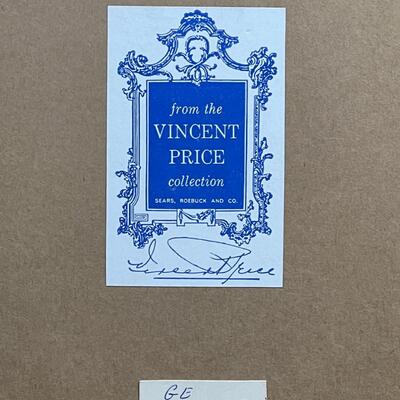 from the
VINCENT
PRICE
collection
SEARS, ROEBUCK AND CO.
Vincent Price
GE